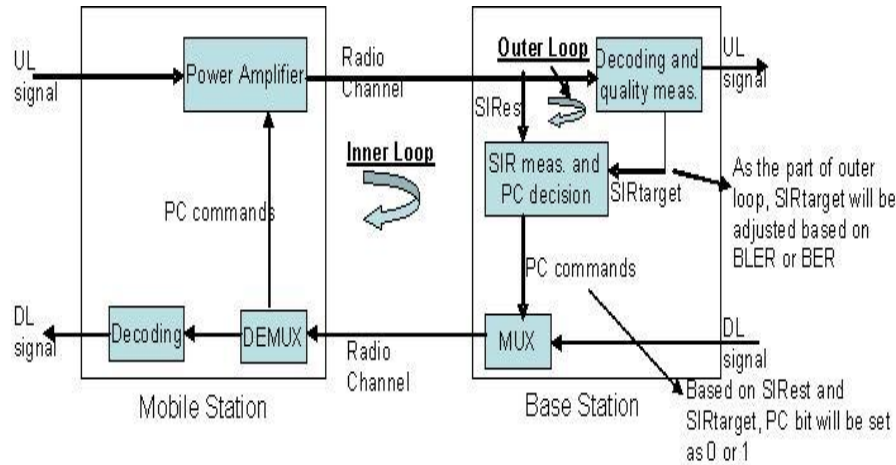 UL
signal
Power Amplifier
Radio
Channel
Outer Loop
Decoding and
quality meas.
UL
signal
SIRest
Inner Loop
SIR meas. and
PC decision
SIRtarget
As the part of outer
loop, SIRtarget will be
adjusted based on
BLER or BER
PC commands
PC commands
DL
signal
Decoding
DEMUX
Radio
Channel
MUX
DL
signal
Mobile Station
Base Station
Based on SIRest and
SIRtarget, PC bit will be set
as 0 or 1